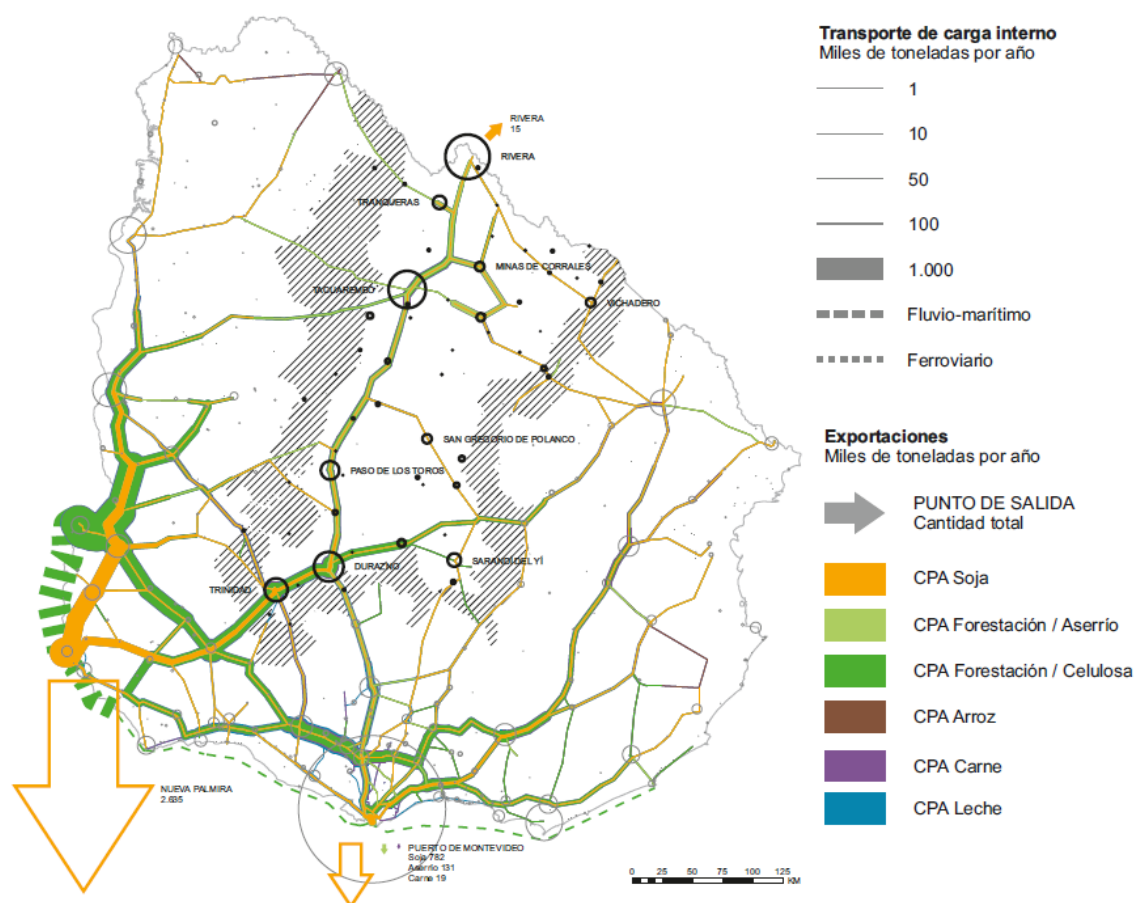 RIVERA
15
RIVERA
TRANQUERAS
MINAS DE CORRALES
TACUAREMBÓ
VICHADERO
SAN GREGORIO DE POLANCO
PASO DE LOS TOROS
DURAZNO
SARANDÍ DEL YÍ
TRINIDAD
NUEVA PALMIRA
2.635
PUERTO DE MONTEVIDEO
Soja 782
Aserrío 131
Carne 19
0 25 50 75 100 125
KM
Transporte de carga interno
Miles de toneladas por año
1
10
50
100
1.000
Fluvio-marítimo
Ferroviario
Exportaciones
Miles de toneladas por año
PUNTO DE SALIDA
Cantidad total
CPA Soja
CPA Forestación / Aserrío
CPA Forestación / Celulosa
CPA Arroz
CPA Carne
CPA Leche